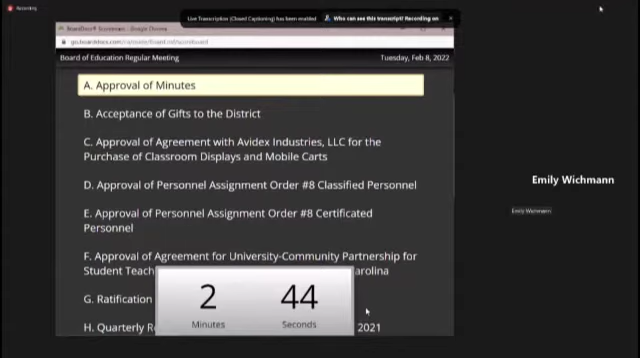 Recording
Live Transcription (Closed Captioning) has been enabled
Who can see this transcript? Recording on
BoardDocs® Scoreboard - Google Chrome
Board of Education Regular Meeting
Tuesday, Feb 8, 2022
A. Approval of Minutes
B. Acceptance of Gifts to the District
C. Approval of Agreement with Avidex Industries, LLC for the
Purchase of Classroom Displays and Mobile Carts
D. Approval of Personnel Assignment Order #8 Classified Personnel
E. Approval of Personnel Assignment Order #8 Certificated
Personnel
F. Approval of Agreement for University-Community Partnership for
Student Teach
arolina
G. Ratification
H. Quarterly R
2021
2 44
Minutes Seconds
Emily Wichmann
Emily Wichmann